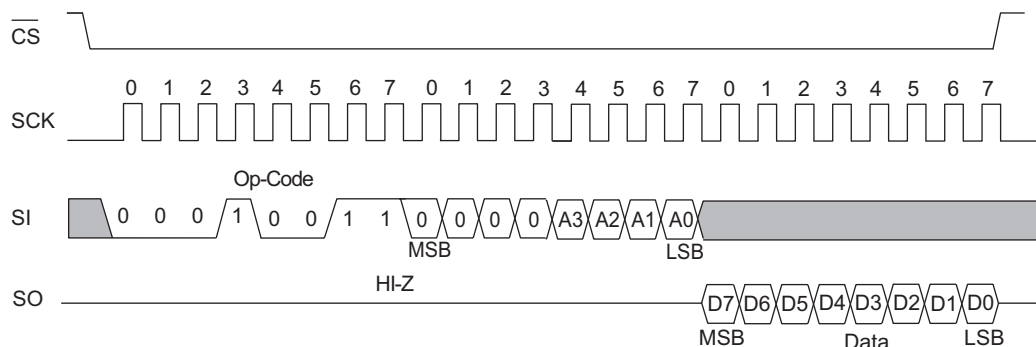 CS
0 1 2 3 4 5 6 7 0 1 2 3 4 5 6 7 0 1 2 3 4 5 6 7
SCK
Op-Code
SI 0 0 0 1 0 0 1 1 0 0 0 0 A3 A2 A1 A0
MSB LSB
HI-Z
SO D7 D6 D5 D4 D3 D2 D1 D0
MSB Data LSB